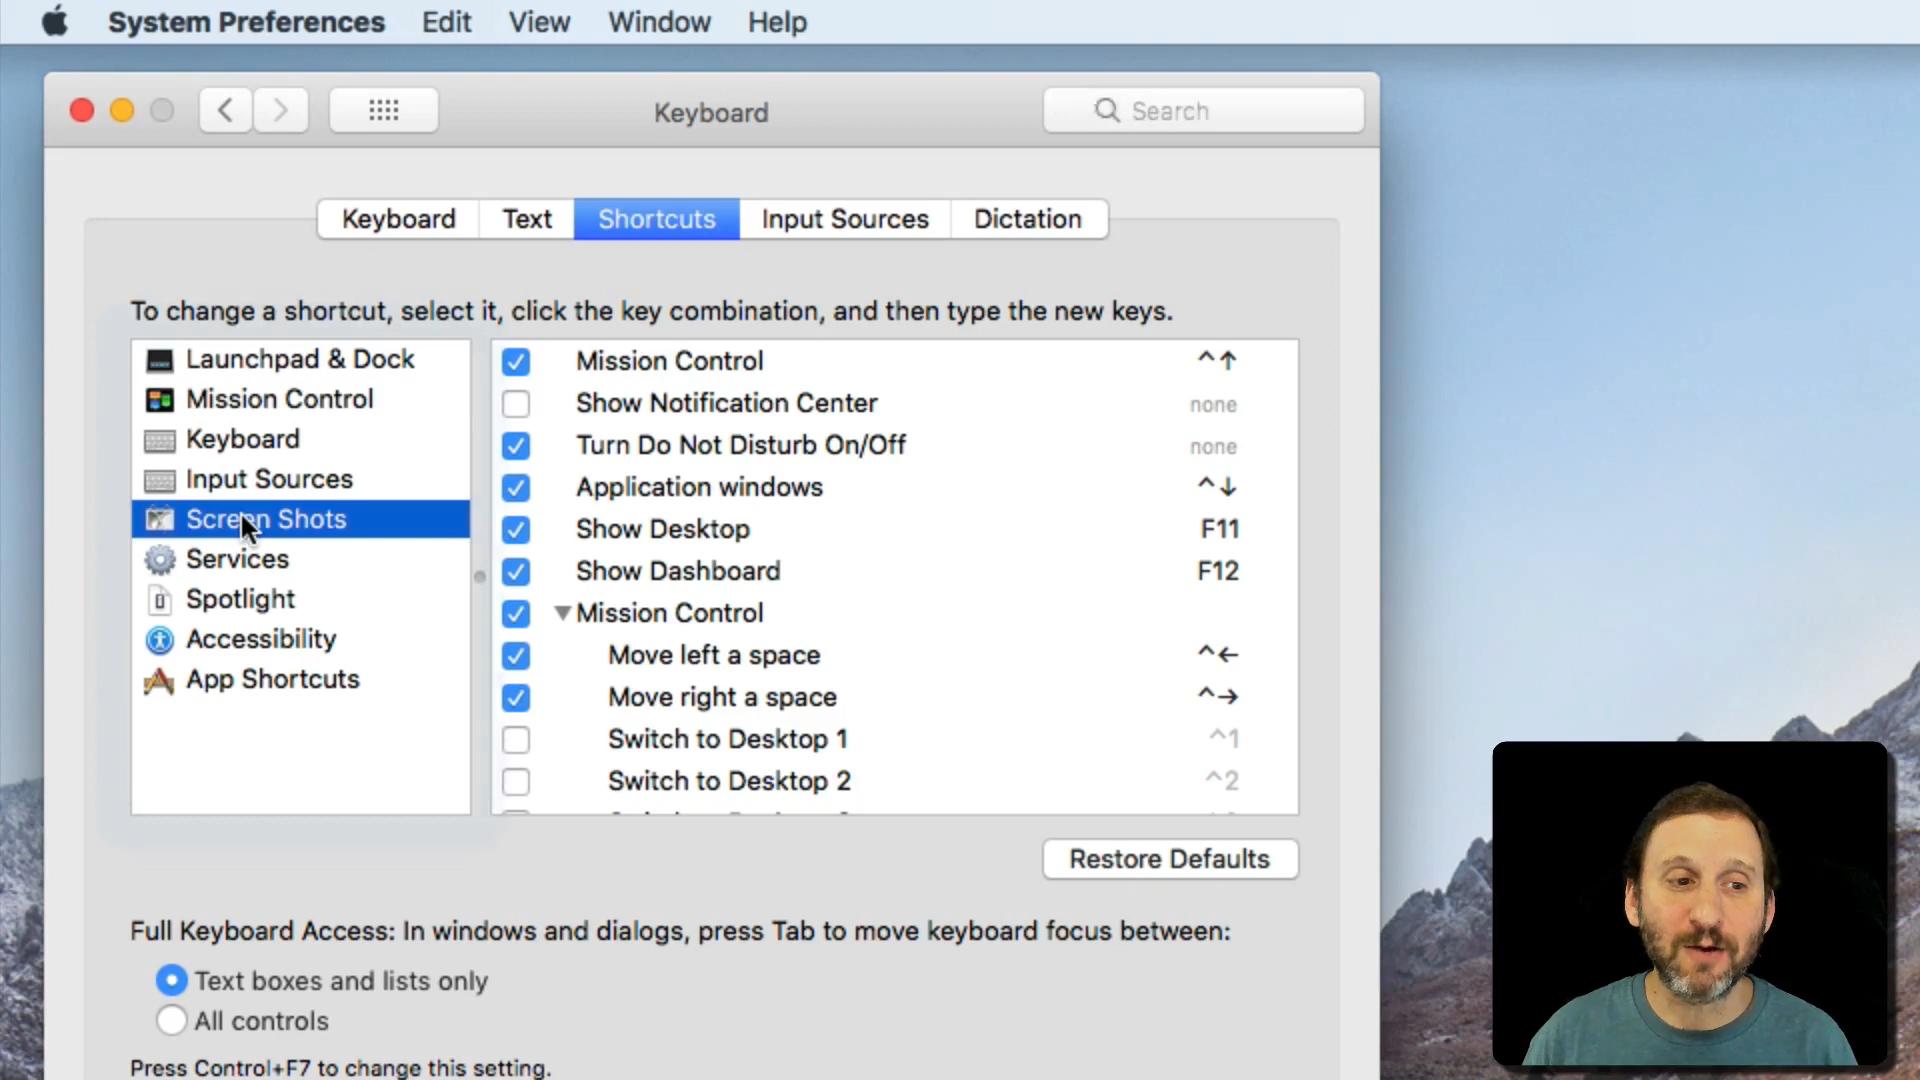 System Preferences Edit View Window Help
Keyboard
Search
Keyboard Text Shortcuts Input Sources Dictation
To change a shortcut, select it, click the key combination, and then type the new keys.
Launchpad & Dock
Mission Control
Keyboard
Input Sources
Screen Shots
Services
Spotlight
Accessibility
App Shortcuts
Mission Control ^↑
Show Notification Center none
Turn Do Not Disturb On/Off none
Application windows ^↓
Show Desktop F11
Show Dashboard F12
Mission Control
Move left a space ^←
Move right a space ^→
Switch to Desktop 1 ^1
Switch to Desktop 2 ^2
Restore Defaults
Full Keyboard Access: In windows and dialogs, press Tab to move keyboard focus between:
Text boxes and lists only
All controls
Press Control+F7 to change this setting.